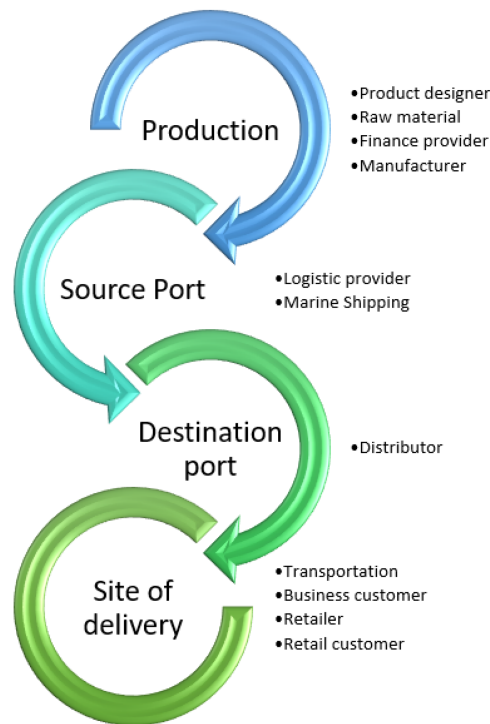 Production
•Product designer
•Raw material
•Finance provider
•Manufacturer
Source Port
•Logistic provider
•Marine Shipping
Destination
port
•Distributor
Site of
delivery
•Transportation
•Business customer
•Retailer
•Retail customer